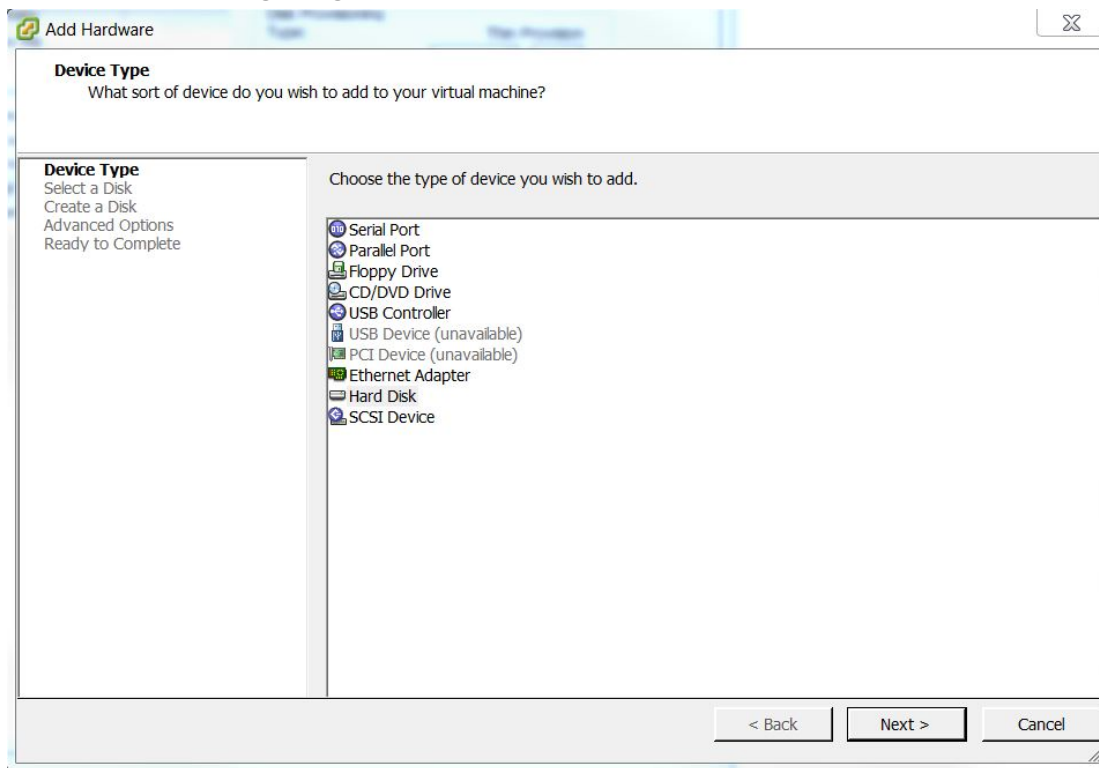 Add Hardware
Device Type
What sort of device do you wish to add to your virtual machine?
Device Type
Select a Disk
Create a Disk
Advanced Options
Ready to Complete
Choose the type of device you wish to add.
Serial Port
Parallel Port
Floppy Drive
CD/DVD Drive
USB Controller
USB Device (unavailable)
PCI Device (unavailable)
Ethernet Adapter
Hard Disk
SCSI Device
< Back
Next >
Cancel